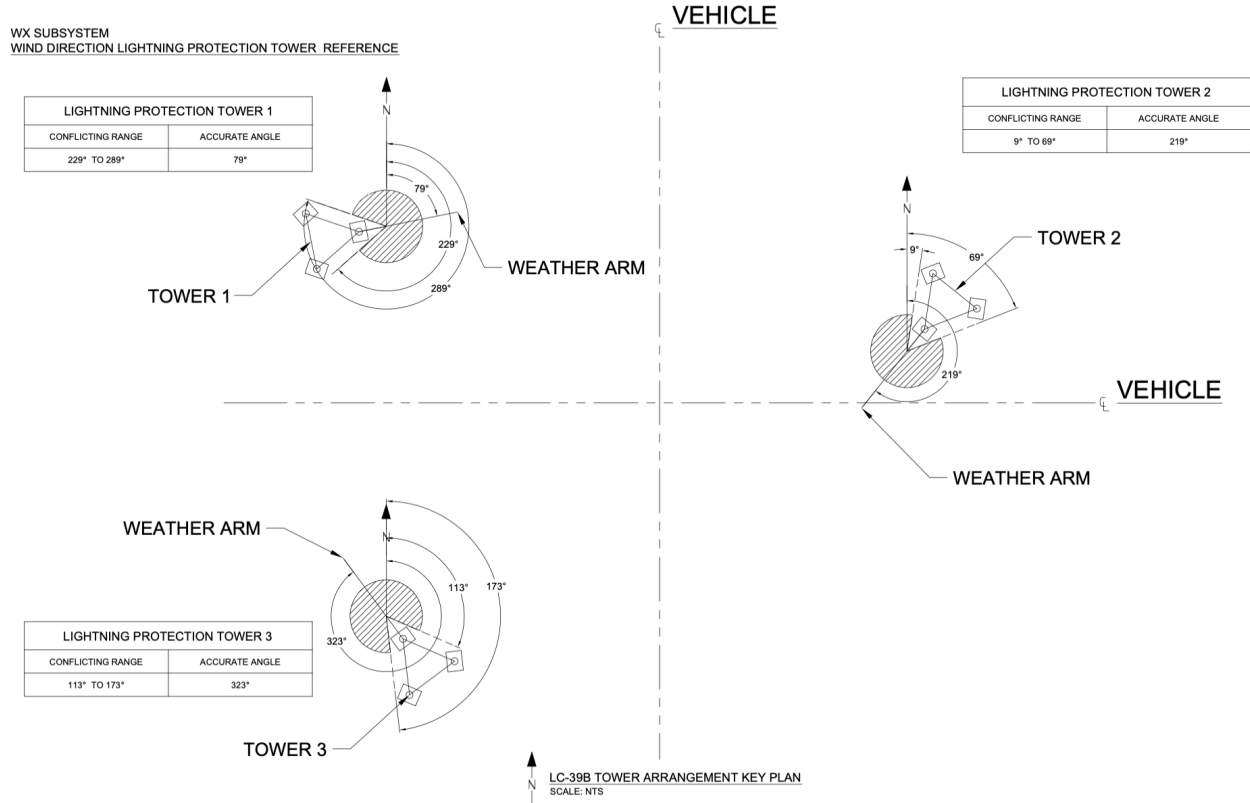 VEHICLE
℄
WX SUBSYSTEM
WIND DIRECTION LIGHTNING PROTECTION TOWER REFERENCE
LIGHTNING PROTECTION TOWER 1
CONFLICTING RANGE ACCURATE ANGLE
229° TO 289° 79°
N
79°
229°
289°
WEATHER ARM
TOWER 1
LIGHTNING PROTECTION TOWER 2
CONFLICTING RANGE ACCURATE ANGLE
9° TO 69° 219°
N
9°
69°
TOWER 2
219°
VEHICLE
℄
WEATHER ARM
WEATHER ARM
N
113°
173°
323°
LIGHTNING PROTECTION TOWER 3
CONFLICTING RANGE ACCURATE ANGLE
113° TO 173° 323°
TOWER 3
N
LC-39B TOWER ARRANGEMENT KEY PLAN
SCALE: NTS